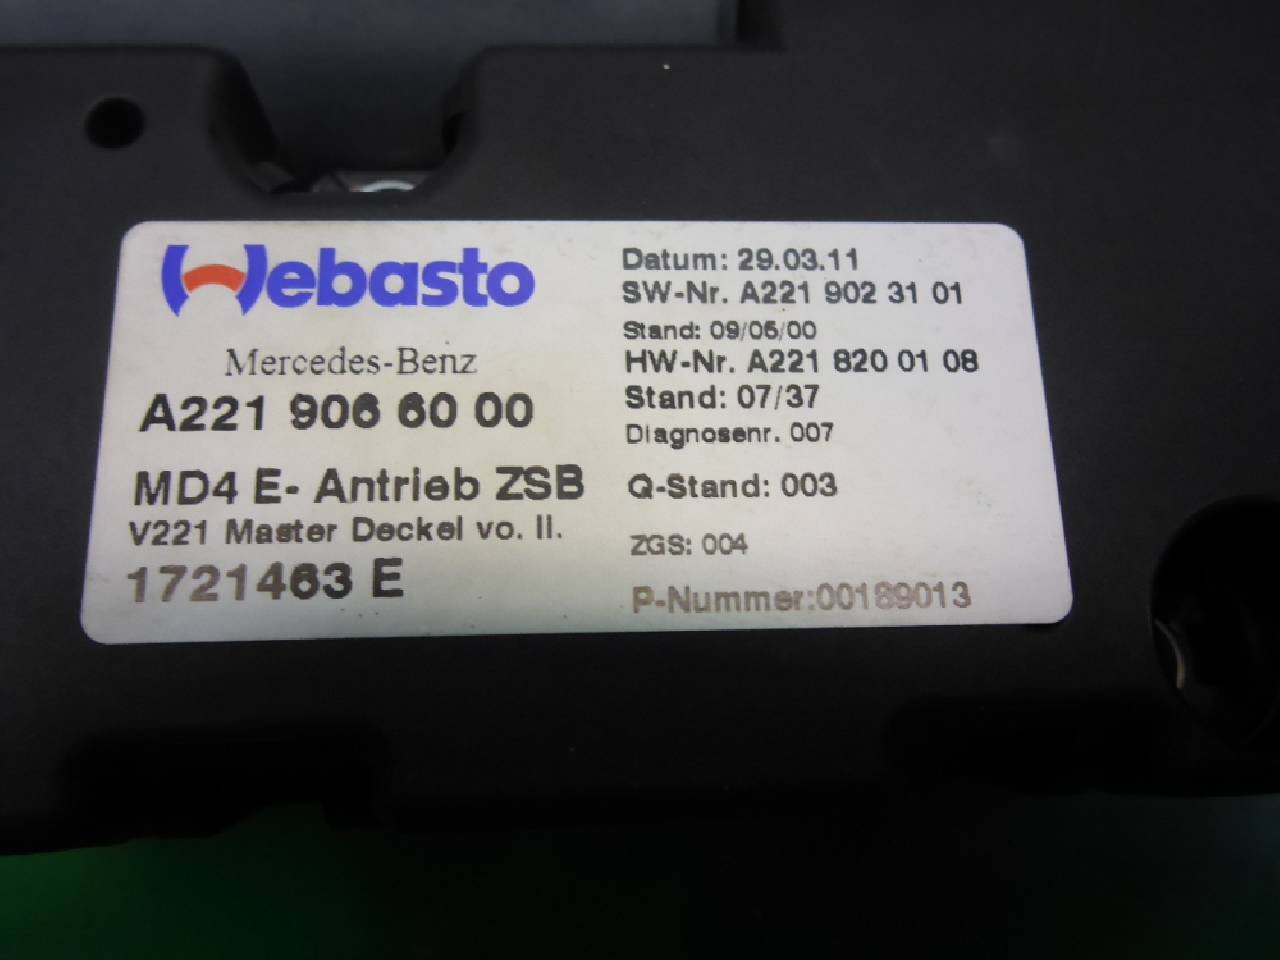 Webasto
Mercedes-Benz
A221 906 60 00
MD4 E- Antrieb ZSB
V221 Master Deckel vo. II.
1721463 E
Datum: 29.03.11
SW-Nr. A221 902 31 01
Stand: 09/05/00
HW-Nr. A221 820 01 08
Stand: 07/37
Diagnosenr. 007
Q-Stand: 003
ZGS: 004
P-Nummer:00189013